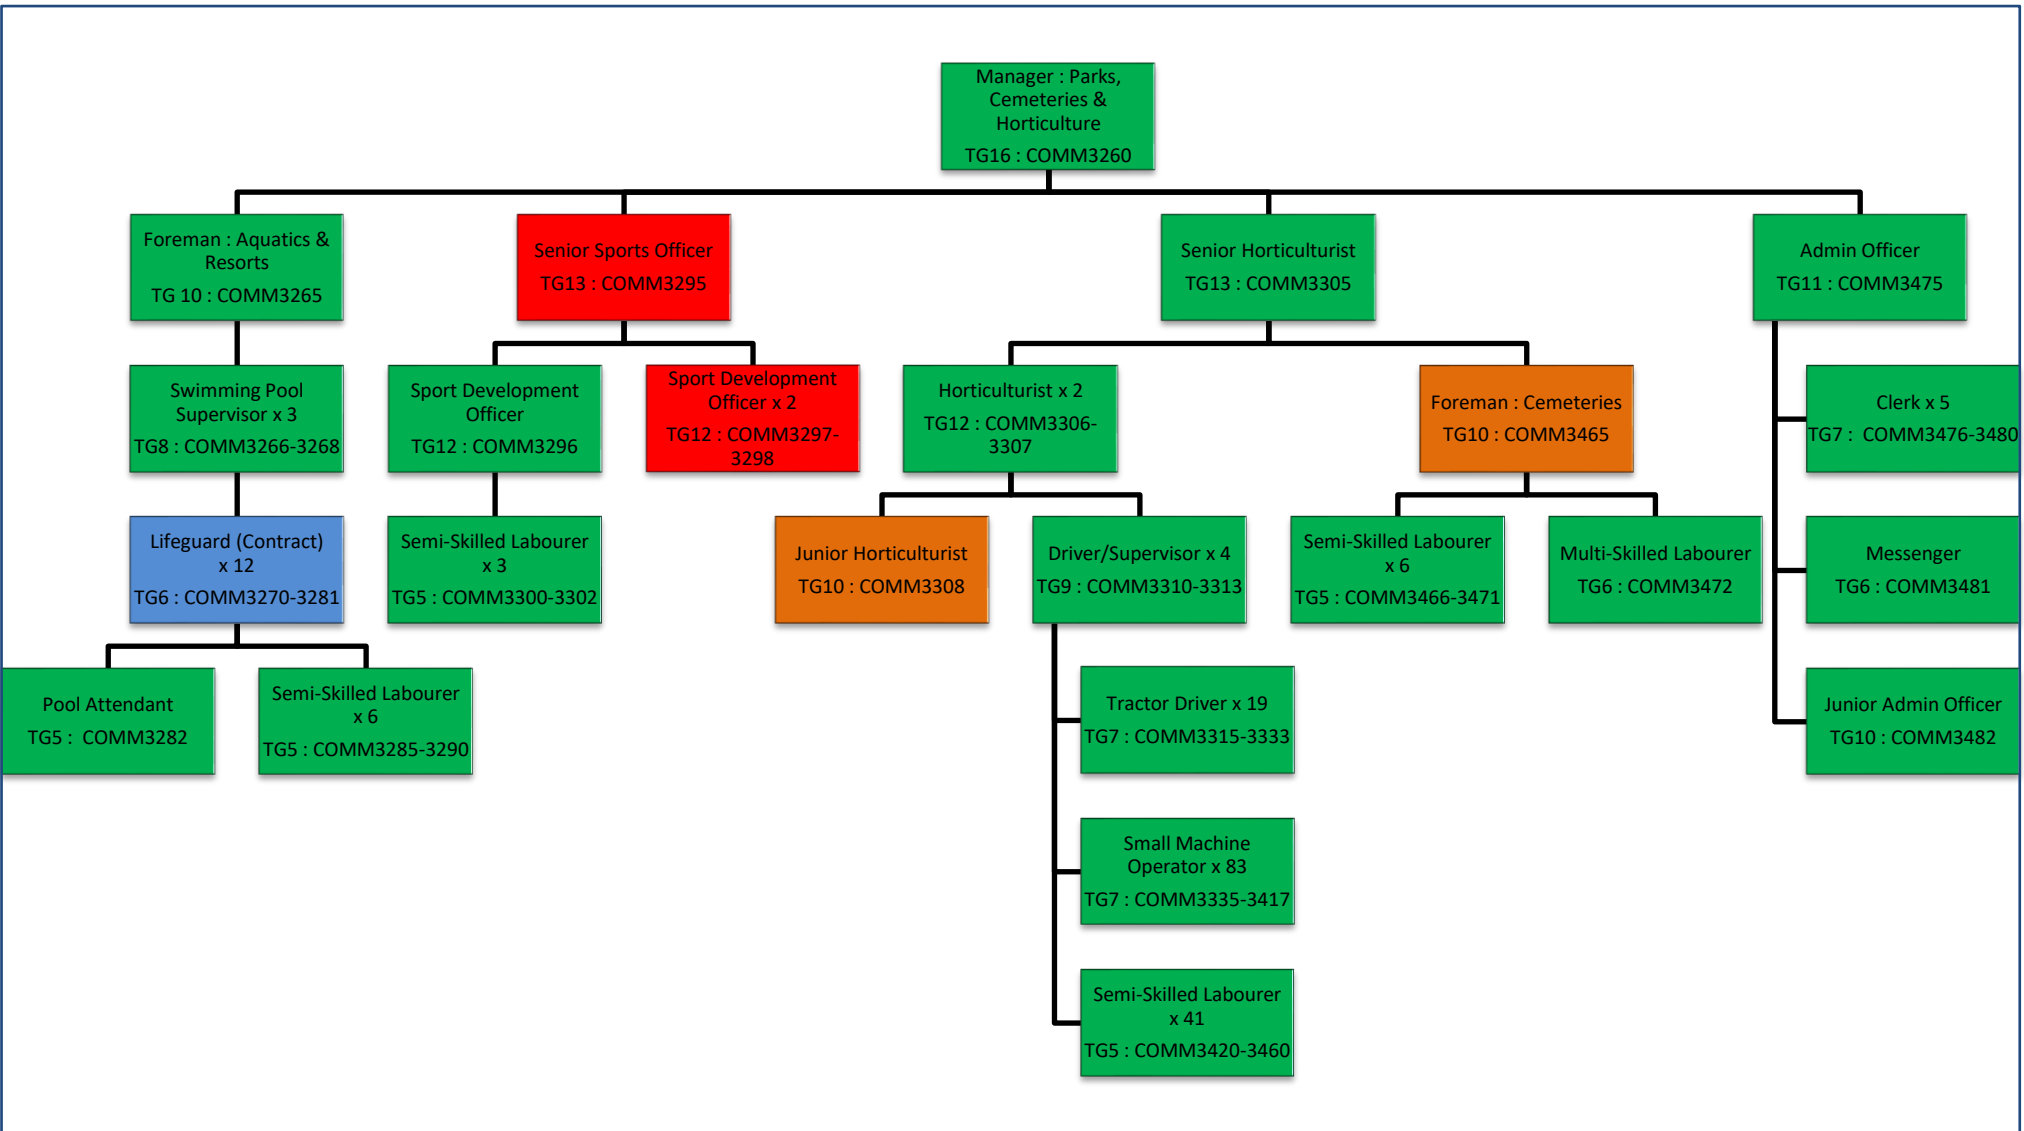 Manager : Parks,
Cemeteries &
Horticulture
TG16 : COMM3260
Foreman : Aquatics &
Resorts
TG 10 : COMM3265
Senior Sports Officer
TG13 : COMM3295
Senior Horticulturist
TG13 : COMM3305
Admin Officer
TG11 : COMM3475
Swimming Pool
Supervisor x 3
TG8 : COMM3266-3268
Sport Development
Officer
TG12 : COMM3296
Sport Development
Officer x 2
TG12 : COMM3297-
3298
Horticulturist x 2
TG12 : COMM3306-
3307
Foreman : Cemeteries
TG10 : COMM3465
Clerk x 5
TG7 : COMM3476-3480
Lifeguard (Contract)
x 12
TG6 : COMM3270-3281
Semi-Skilled Labourer
x 3
TG5 : COMM3300-3302
Junior Horticulturist
TG10 : COMM3308
Driver/Supervisor x 4
TG9 : COMM3310-3313
Semi-Skilled Labourer
x 6
TG5 : COMM3466-3471
Multi-Skilled Labourer
TG6 : COMM3472
Messenger
TG6 : COMM3481
Pool Attendant
TG5 : COMM3282
Semi-Skilled Labourer
x 6
TG5 : COMM3285-3290
Tractor Driver x 19
TG7 : COMM3315-3333
Junior Admin Officer
TG10 : COMM3482
Small Machine
Operator x 83
TG7 : COMM3335-3417
Semi-Skilled Labourer
x 41
TG5 : COMM3420-3460